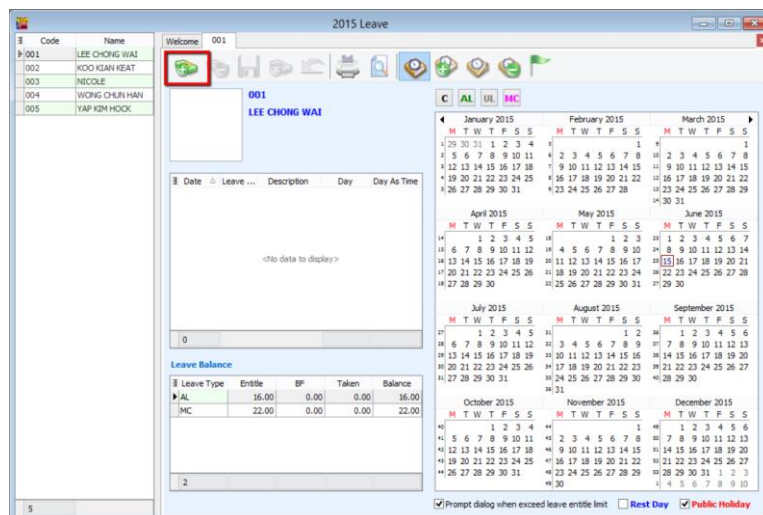 2015 Leave
Code Name
001 LEE CHONG WAI
002 KOO KIAN KEAT
003 NICOLE
004 WONG CHUN HAN
005 YAP KIM HOCK
5
Welcome 001
001
LEE CHONG WAI
Date Leave ... Description Day Day As Time
<No data to display>
0
Leave Balance
Leave Type Entitle BF Taken Balance
AL 16.00 0.00 0.00 16.00
MC 22.00 0.00 0.00 22.00
2
C AL UL MC
January 2015 February 2015 March 2015
M T W T F S S M T W T F S S M T W T F S S
29 30 31 1 2 3 4 1 1
5 6 7 8 9 10 11 2 3 4 5 6 7 8 2 3 4 5 6 7 8
12 13 14 15 16 17 18 9 10 11 12 13 14 15 9 10 11 12 13 14 15
19 20 21 22 23 24 25 16 17 18 19 20 21 22 16 17 18 19 20 21 22
26 27 28 29 30 31 23 24 25 26 27 28 23 24 25 26 27 28 29
30 31
April 2015 May 2015 June 2015
M T W T F S S M T W T F S S M T W T F S S
1 2 3 4 5 1 2 3 1 2 3 4 5 6 7
6 7 8 9 10 11 12 4 5 6 7 8 9 10 8 9 10 11 12 13 14
13 14 15 16 17 18 19 11 12 13 14 15 16 17 15 16 17 18 19 20 21
20 21 22 23 24 25 26 18 19 20 21 22 23 24 22 23 24 25 26 27 28
27 28 29 30 25 26 27 28 29 30 31 29 30
July 2015 August 2015 September 2015
M T W T F S S M T W T F S S M T W T F S S
1 2 3 4 5 1 2 1 2 3 4 5 6
6 7 8 9 10 11 12 3 4 5 6 7 8 9 7 8 9 10 11 12 13
13 14 15 16 17 18 19 10 11 12 13 14 15 16 14 15 16 17 18 19 20
20 21 22 23 24 25 26 17 18 19 20 21 22 23 21 22 23 24 25 26 27
27 28 29 30 31 24 25 26 27 28 29 30 28 29 30
31
October 2015 November 2015 December 2015
M T W T F S S M T W T F S S M T W T F S S
1 2 3 4 1 1 2 3 4 5 6
5 6 7 8 9 10 11 2 3 4 5 6 7 8 7 8 9 10 11 12 13
12 13 14 15 16 17 18 9 10 11 12 13 14 15 14 15 16 17 18 19 20
19 20 21 22 23 24 25 16 17 18 19 20 21 22 21 22 23 24 25 26 27
26 27 28 29 30 31 23 24 25 26 27 28 29 28 29 30 31 1 2 3
30 4 5 6 7 8 9 10
Prompt dialog when exceed leave entitle limit Rest Day Public Holiday